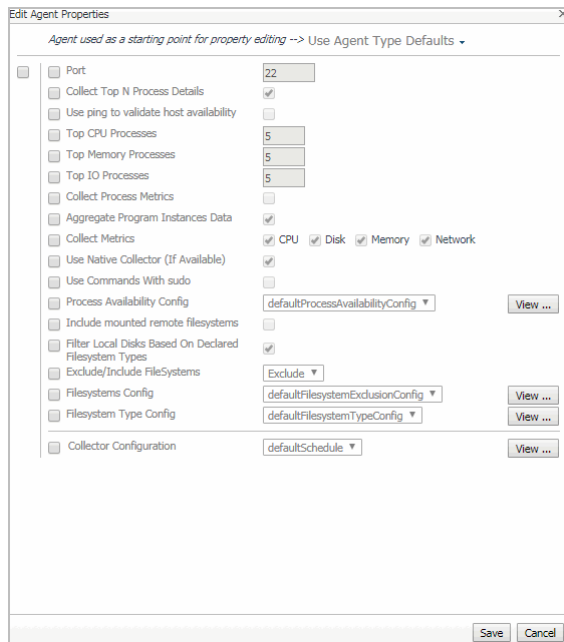 Edit Agent Properties
Agent used as a starting point for property editing --> Use Agent Type Defaults
Port 22
Collect Top N Process Details
Use ping to validate host availability
Top CPU Processes 5
Top Memory Processes 5
Top IO Processes 5
Collect Process Metrics
Aggregate Program Instances Data
Collect Metrics CPU Disk Memory Network
Use Native Collector (If Available)
Use Commands With sudo
Process Availability Config defaultProcessAvailabilityConfig View ...
Include mounted remote filesystems
Filter Local Disks Based On Declared
Filesystem Types
Exclude/Include FileSystems Exclude
Filesystems Config defaultFilesystemExclusionConfig View ...
Filesystem Type Config defaultFilesystemTypeConfig View ...
Collector Configuration defaultSchedule View ...
Save Cancel